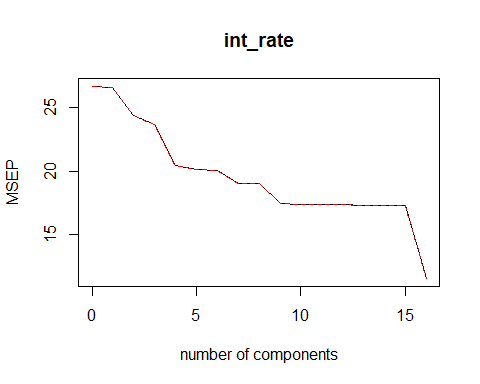 int_rate
MSEP
25
20
15
0 5 10 15
number of components